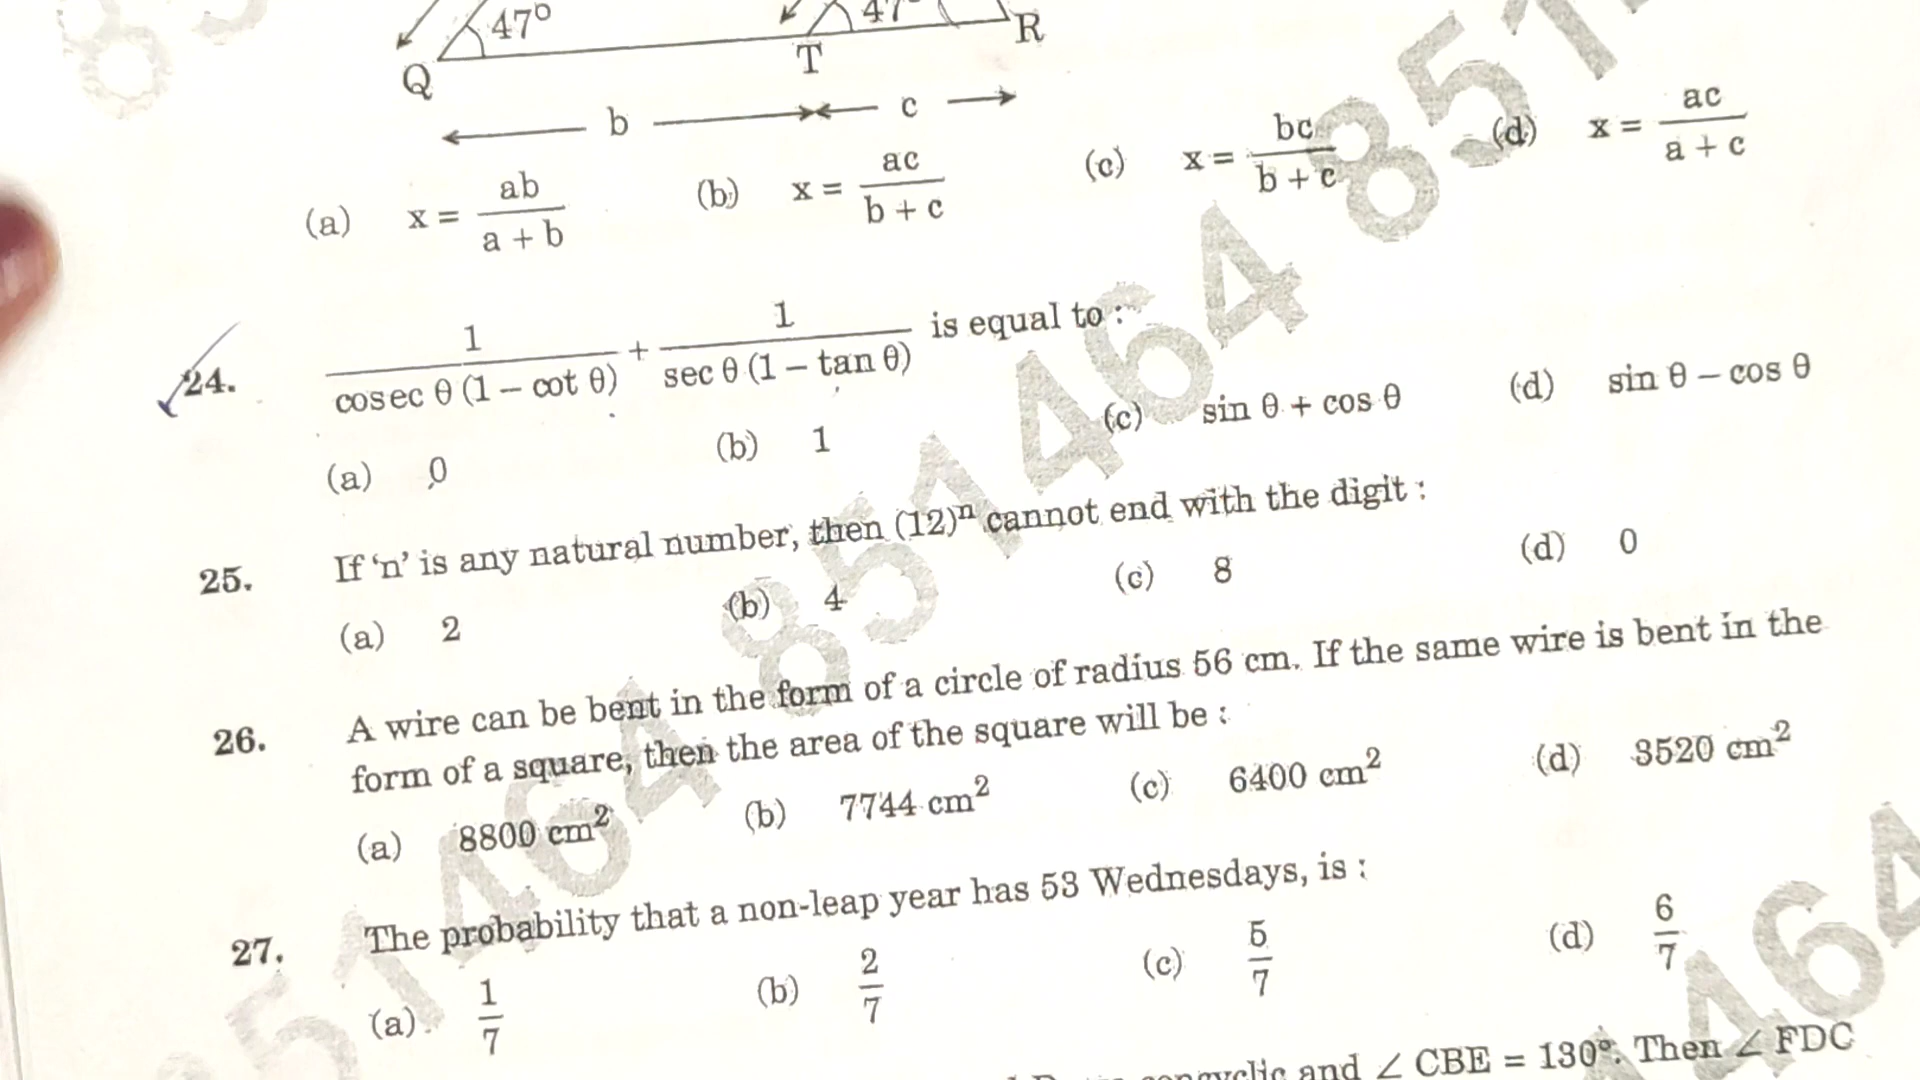 47°
47°
Q
T
R
b
c
(a) x = ab / a + b (b) x = ac / b + c (c) x = bc / b + c (d) x = ac / a + c
24. 1 / cosec θ (1 – cot θ) + 1 / sec θ (1 – tan θ) is equal to :
(a) 0 (b) 1 (c) sin θ + cos θ (d) sin θ – cos θ
25. If ‘n’ is any natural number, then (12)ⁿ cannot end with the digit :
(a) 2 (b) 4 (c) 8 (d) 0
26. A wire can be bent in the form of a circle of radius 56 cm. If the same wire is bent in the
form of a square, then the area of the square will be :
(a) 8800 cm² (b) 7744 cm² (c) 6400 cm² (d) 3520 cm²
27. The probability that a non-leap year has 53 Wednesdays, is :
(a) 1/7 (b) 2/7 (c) 5/7 (d) 6/7
and ∠ CBE = 130°. Then ∠ FDC
851464 851464 851
464